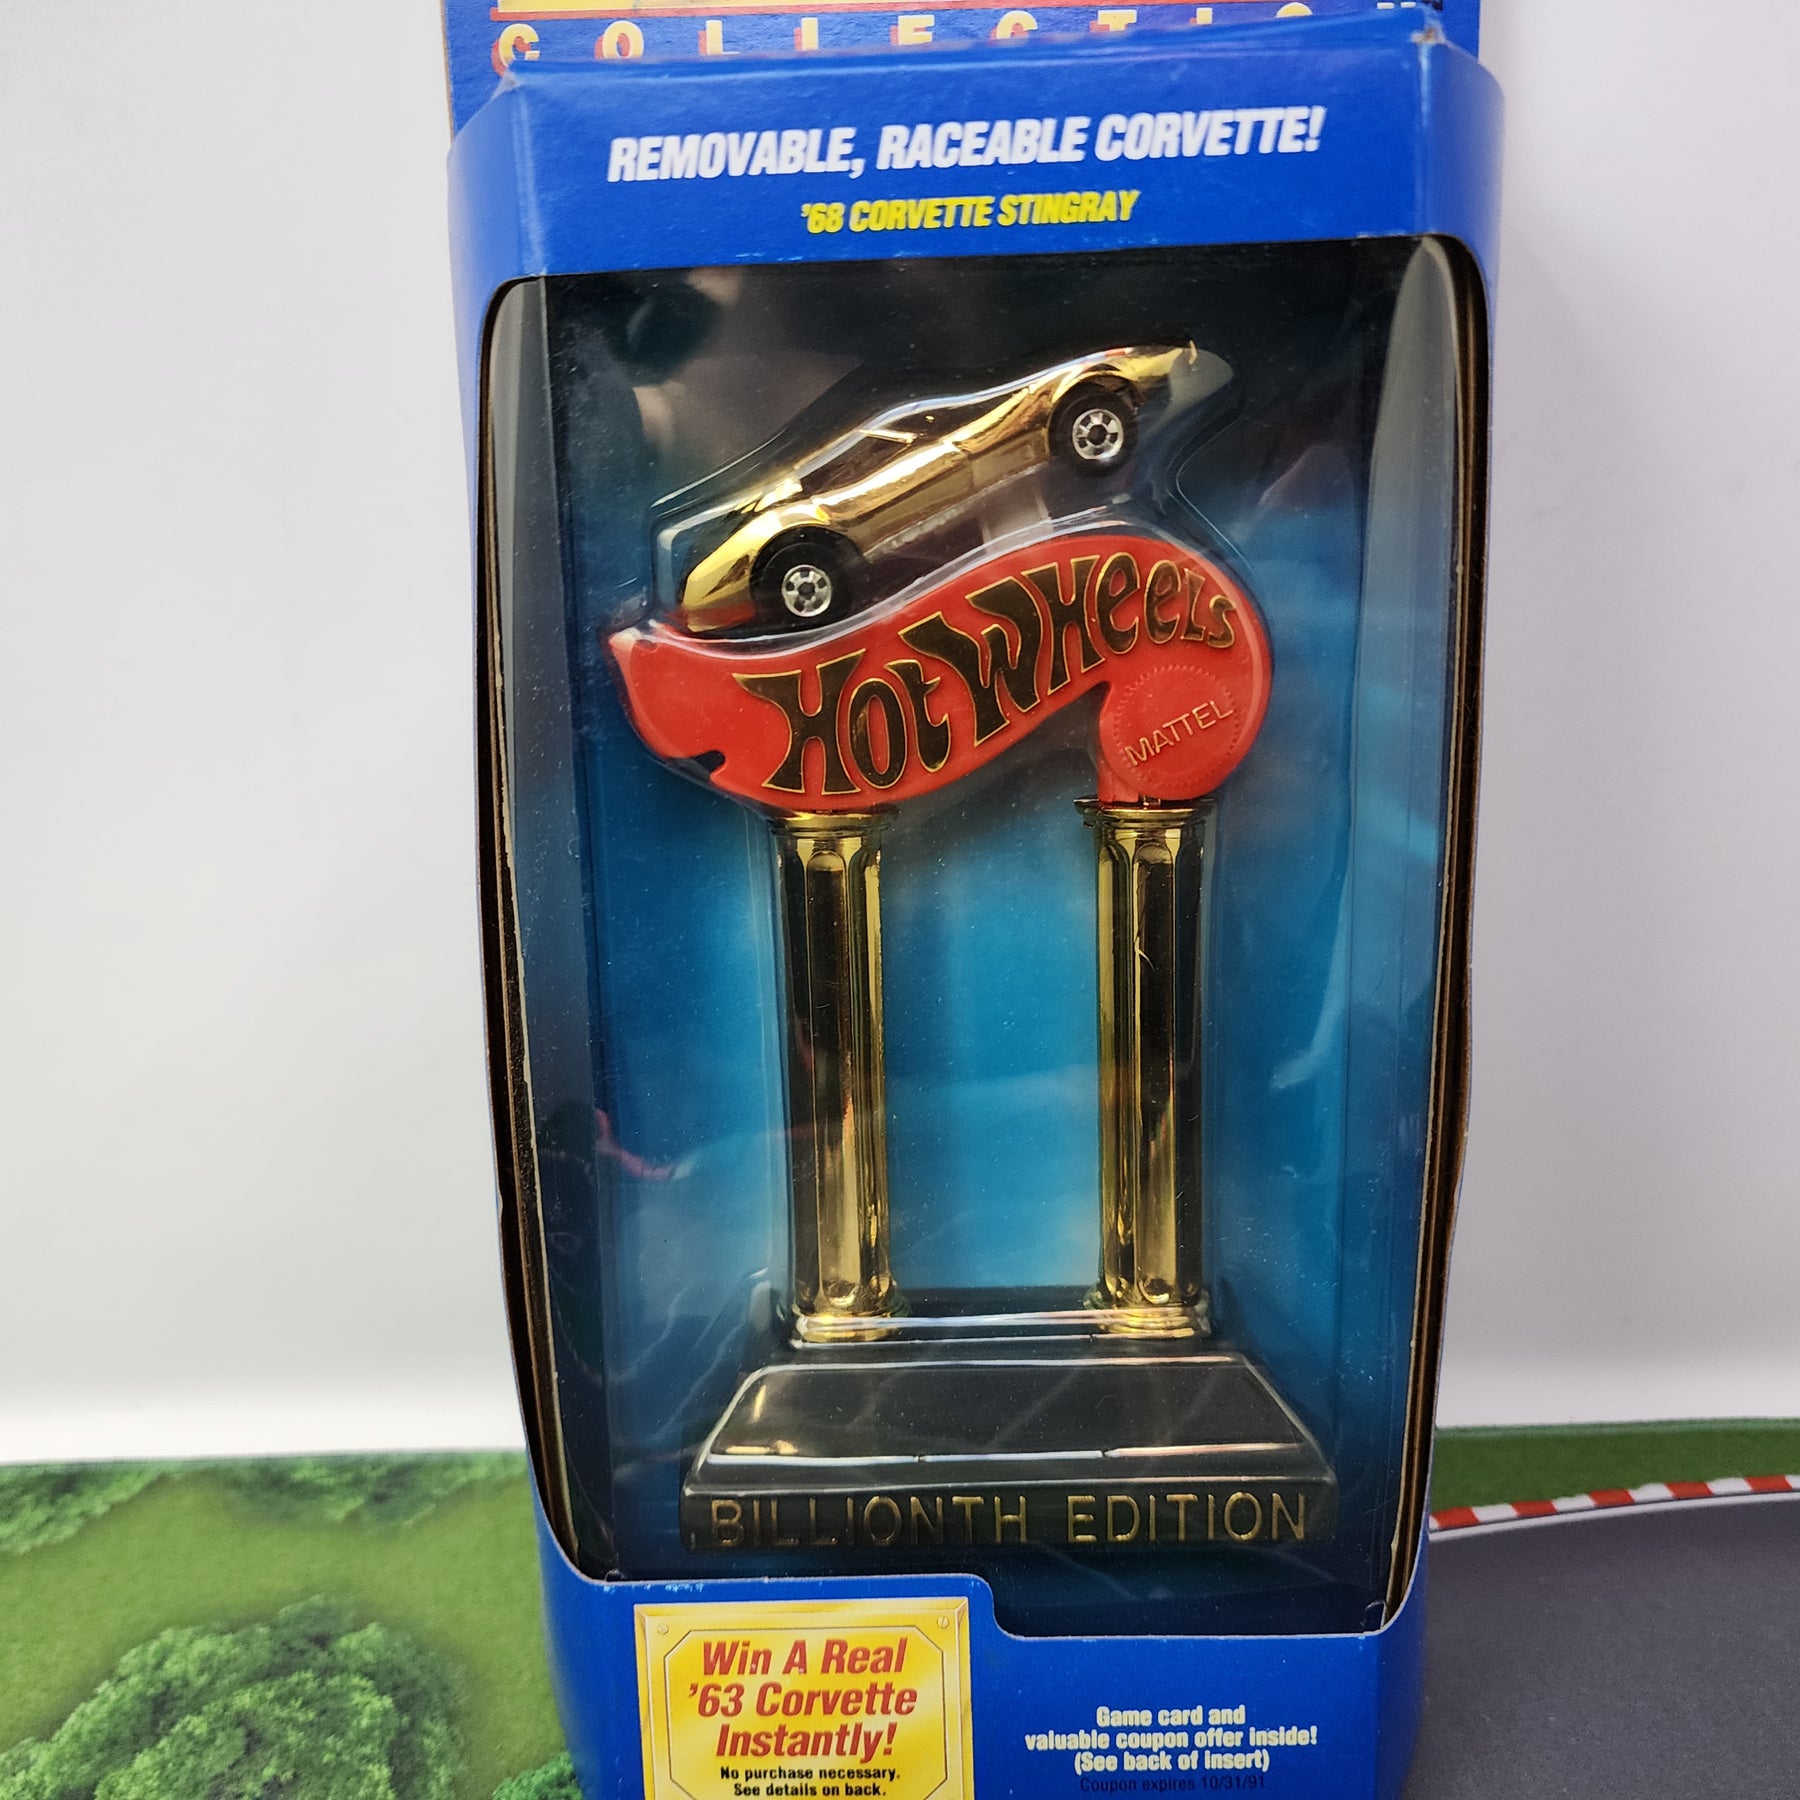 COLLECTION
REMOVABLE, RACEABLE CORVETTE!
'68 CORVETTE STINGRAY
Hot Wheels
MATTEL
BILLIONTH EDITION
Win A Real
'63 Corvette
Instantly!
No purchase necessary.
See details on back.
Game card and
valuable coupon offer inside!
(See back of insert)
Coupon expires 10/31/91